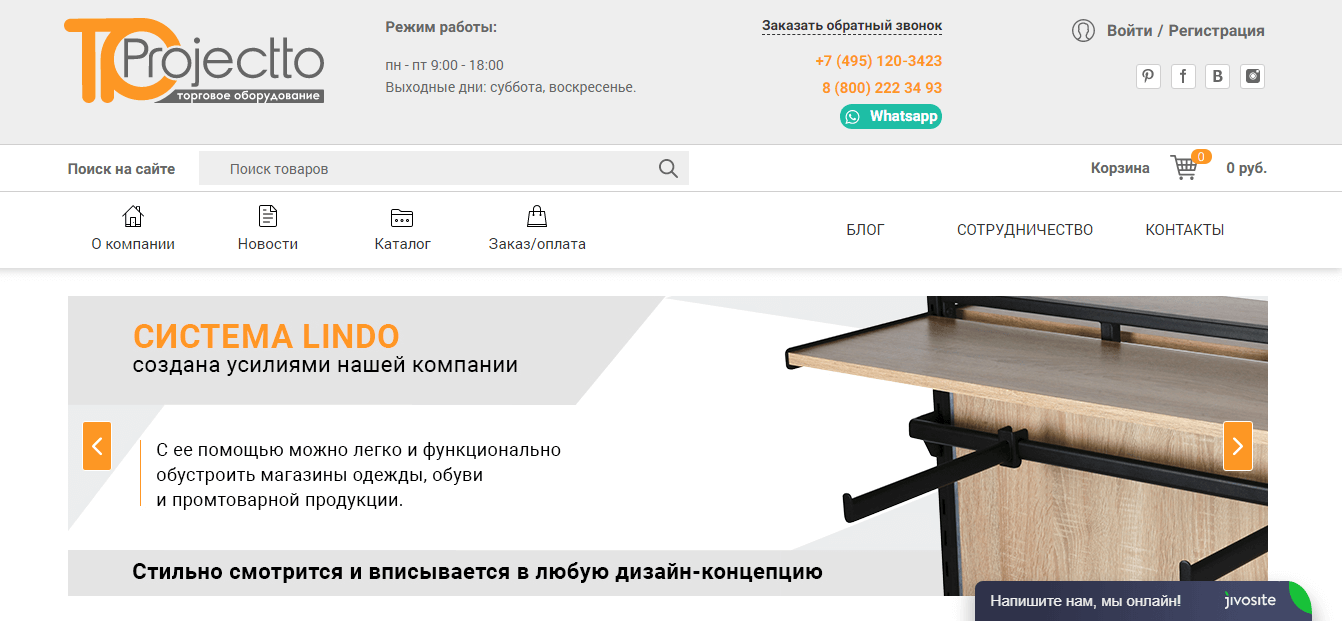 TC Projectto
торговое оборудование
Режим работы:
пн - пт 9:00 - 18:00
Выходные дни: суббота, воскресенье.
Заказать обратный звонок
+7 (495) 120-3423
8 (800) 222 34 93
Whatsapp
Войти / Регистрация
Поиск на сайте
Поиск товаров
Корзина
0
0 руб.
О компании
Новости
Каталог
Заказ/оплата
БЛОГ
СОТРУДНИЧЕСТВО
КОНТАКТЫ
СИСТЕМА LINDO
создана усилиями нашей компании
С ее помощью можно легко и функционально
обустроить магазины одежды, обуви
и промтоварной продукции.
Стильно смотрится и вписывается в любую дизайн-концепцию
Напишите нам, мы онлайн!
jivosite